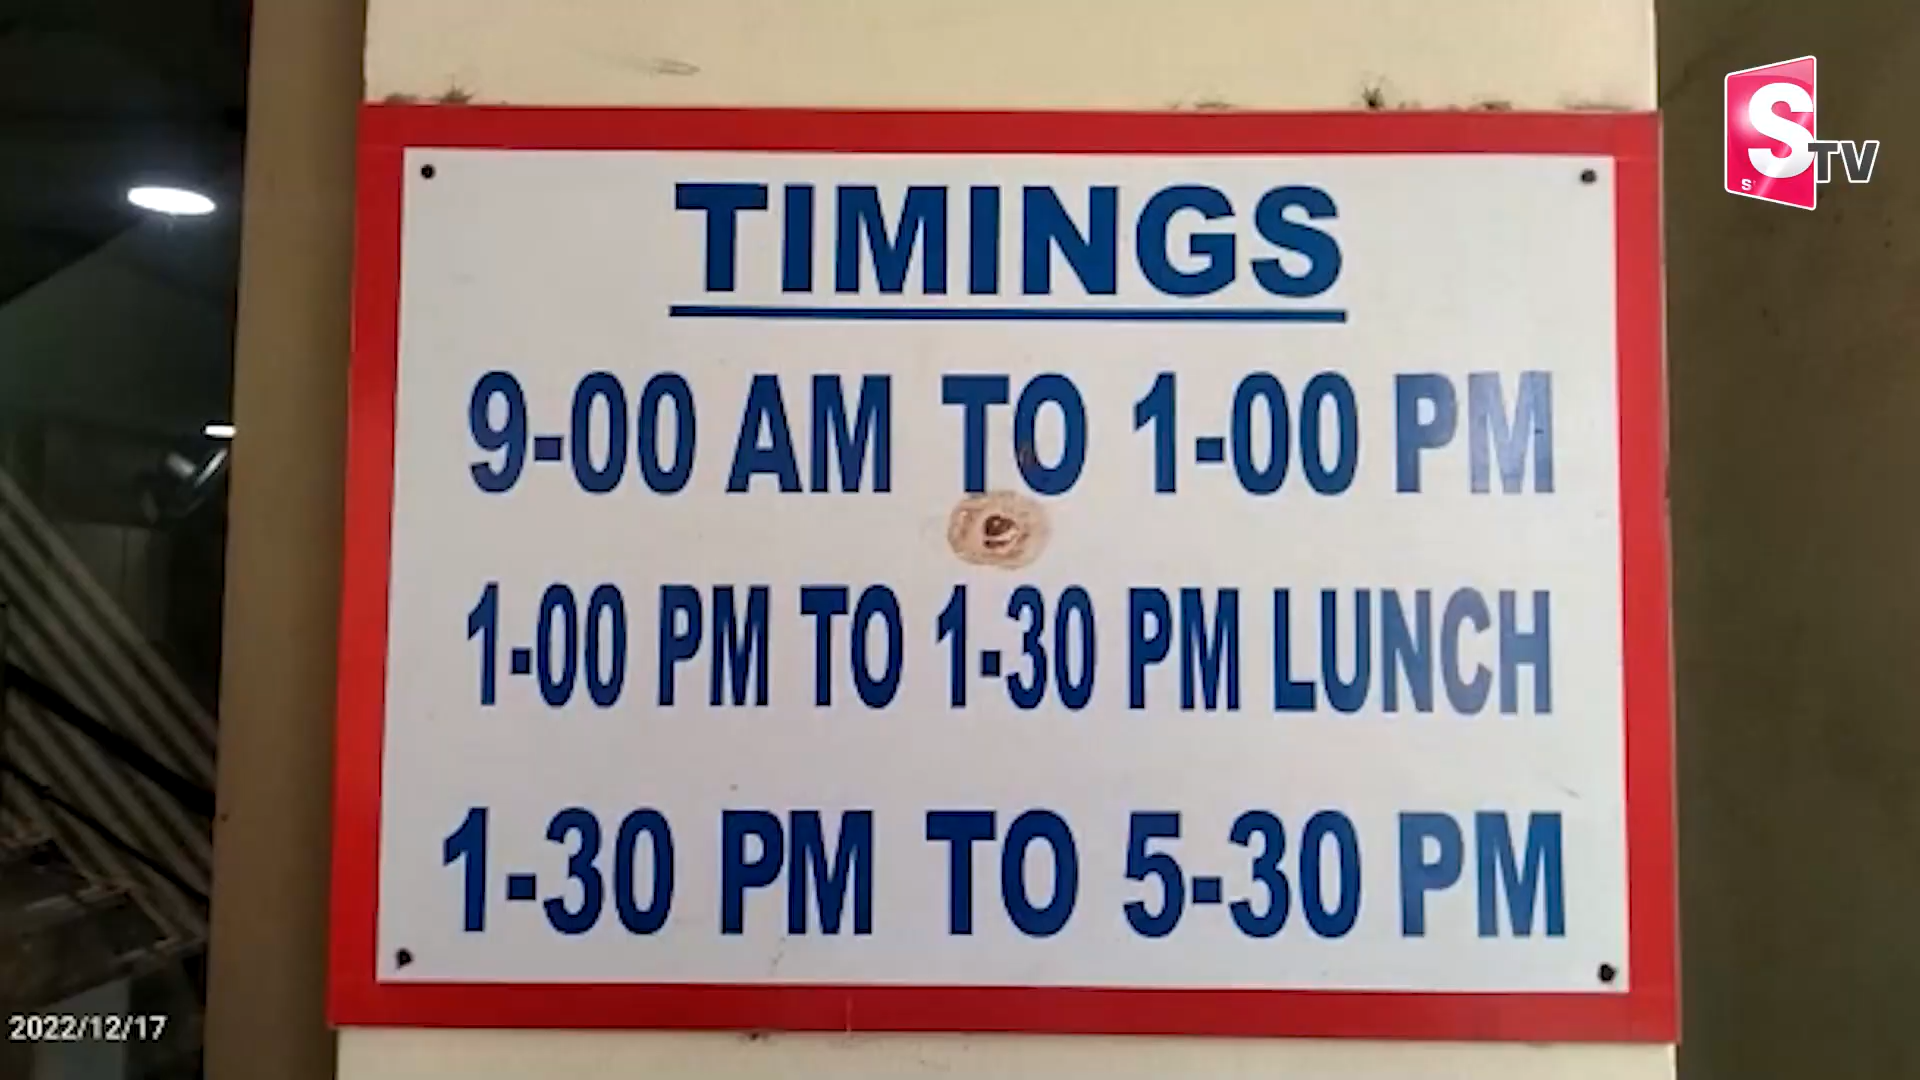 S TV
TIMINGS
9-00 AM TO 1-00 PM
1-00 PM TO 1-30 PM LUNCH
1-30 PM TO 5-30 PM
2022/12/17